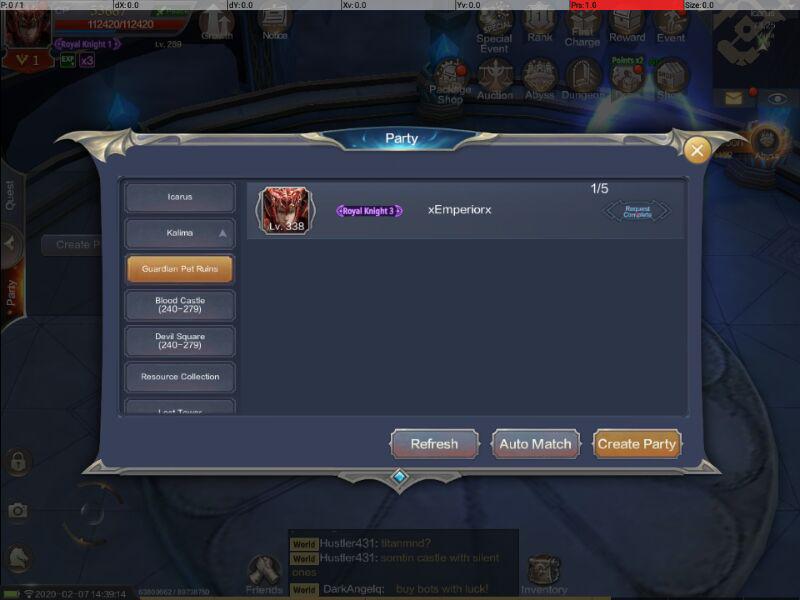 P: 0 / 1 dX: 0.0 dY: 0.0 Xv: 0.0 Yv: 0.0 Prs: 1.0 Size: 0.0
112420/112420
Growth
Notice
Special Event
Rank
First Charge
Reward
Event
Icarus
Royal Knight 1
Lv. 259
V 1
EXP x3
Points x2
Package Shop
Auction
Abyss
Dungeon
Party
1/5
Icarus
Royal Knight 3
xEmperiorx
Request Complete
Lv. 338
Quest
Kalima
Create P
Guardian Pet Ruins
Party
Blood Castle
(240-279)
Devil Square
(240-279)
Resource Collection
Lost Tower
Refresh
Auto Match
Create Party
World Hustler431: titanmnd?
World Hustler431: somtin castle with silent
ones
World DarkAngelq: buy bots with luck!
Friends
Inventory
2020-02-07 14:39:14